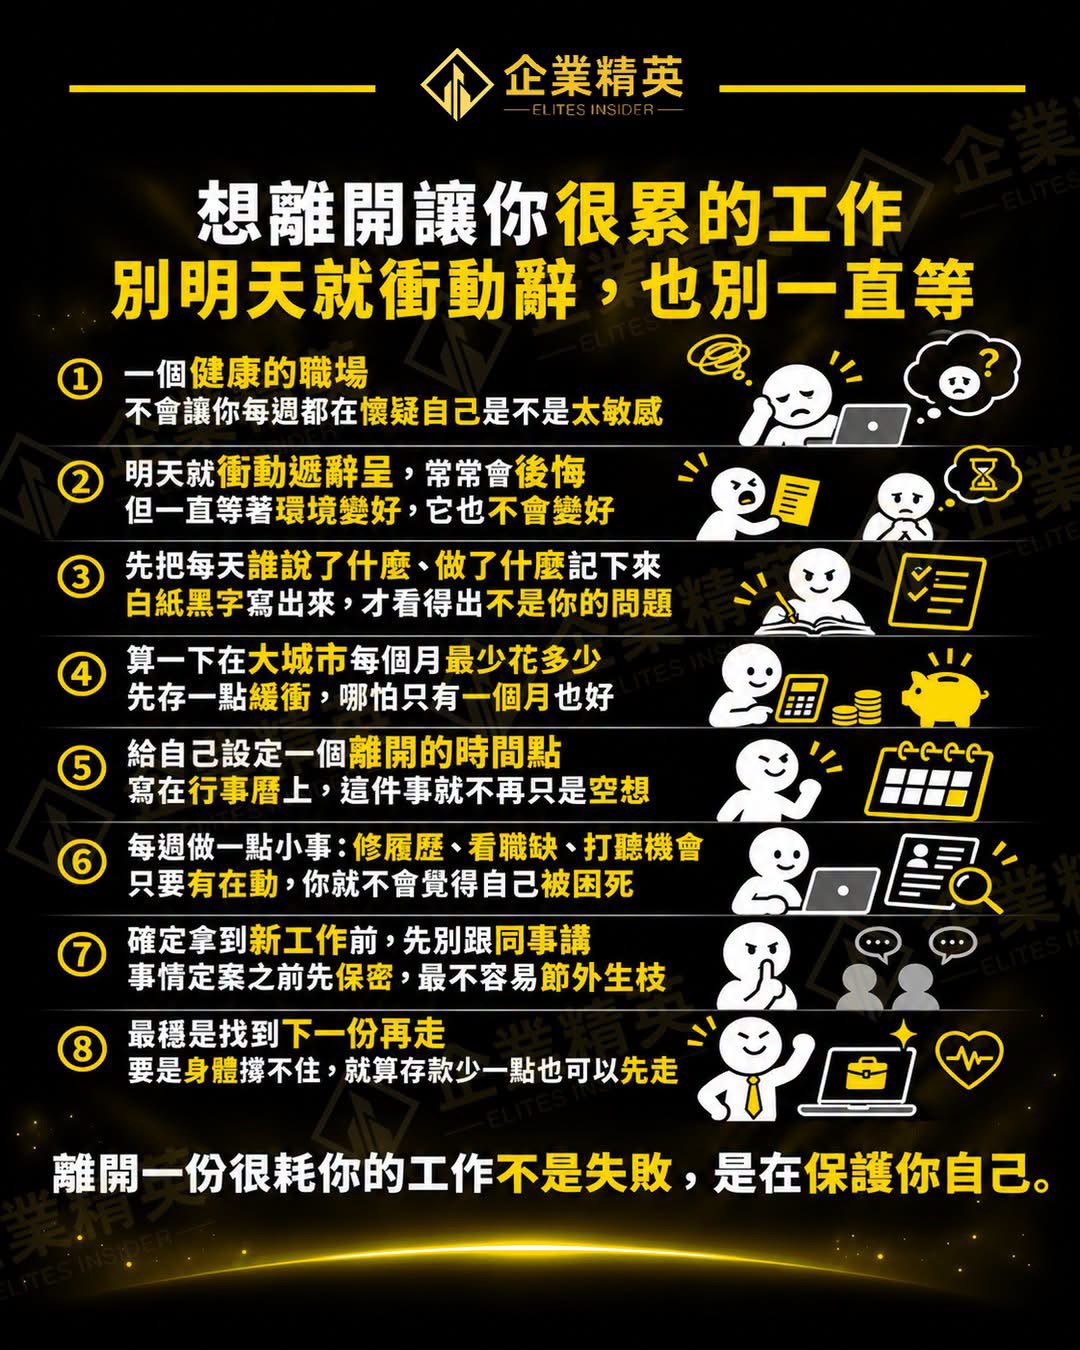 企業精英
ELITES INSIDER
想離開讓你很累的工作
別明天就衝動辭，也別一直等
① 一個健康的職場
不會讓你每週都在懷疑自己是不是太敏感
② 明天就衝動遞辭呈，常常會後悔
但一直等著環境變好，它也不會變好
③ 先把每天誰說了什麼、做了什麼記下來
白紙黑字寫出來，才看得出不是你的問題
④ 算一下在大城市每個月最少花多少
先存一點緩衝，哪怕只有一個月也好
⑤ 給自己設定一個離開的時間點
寫在行事曆上，這件事就不再只是空想
⑥ 每週做一點小事：修履歷、看職缺、打聽機會
只要有在動，你就不會覺得自己被困死
⑦ 確定拿到新工作前，先別跟同事講
事情定案之前先保密，最不容易節外生枝
⑧ 最穩是找到下一份再走
要是身體撐不住，就算存款少一點也可以先走
離開一份很耗你的工作不是失敗，是在保護你自己。